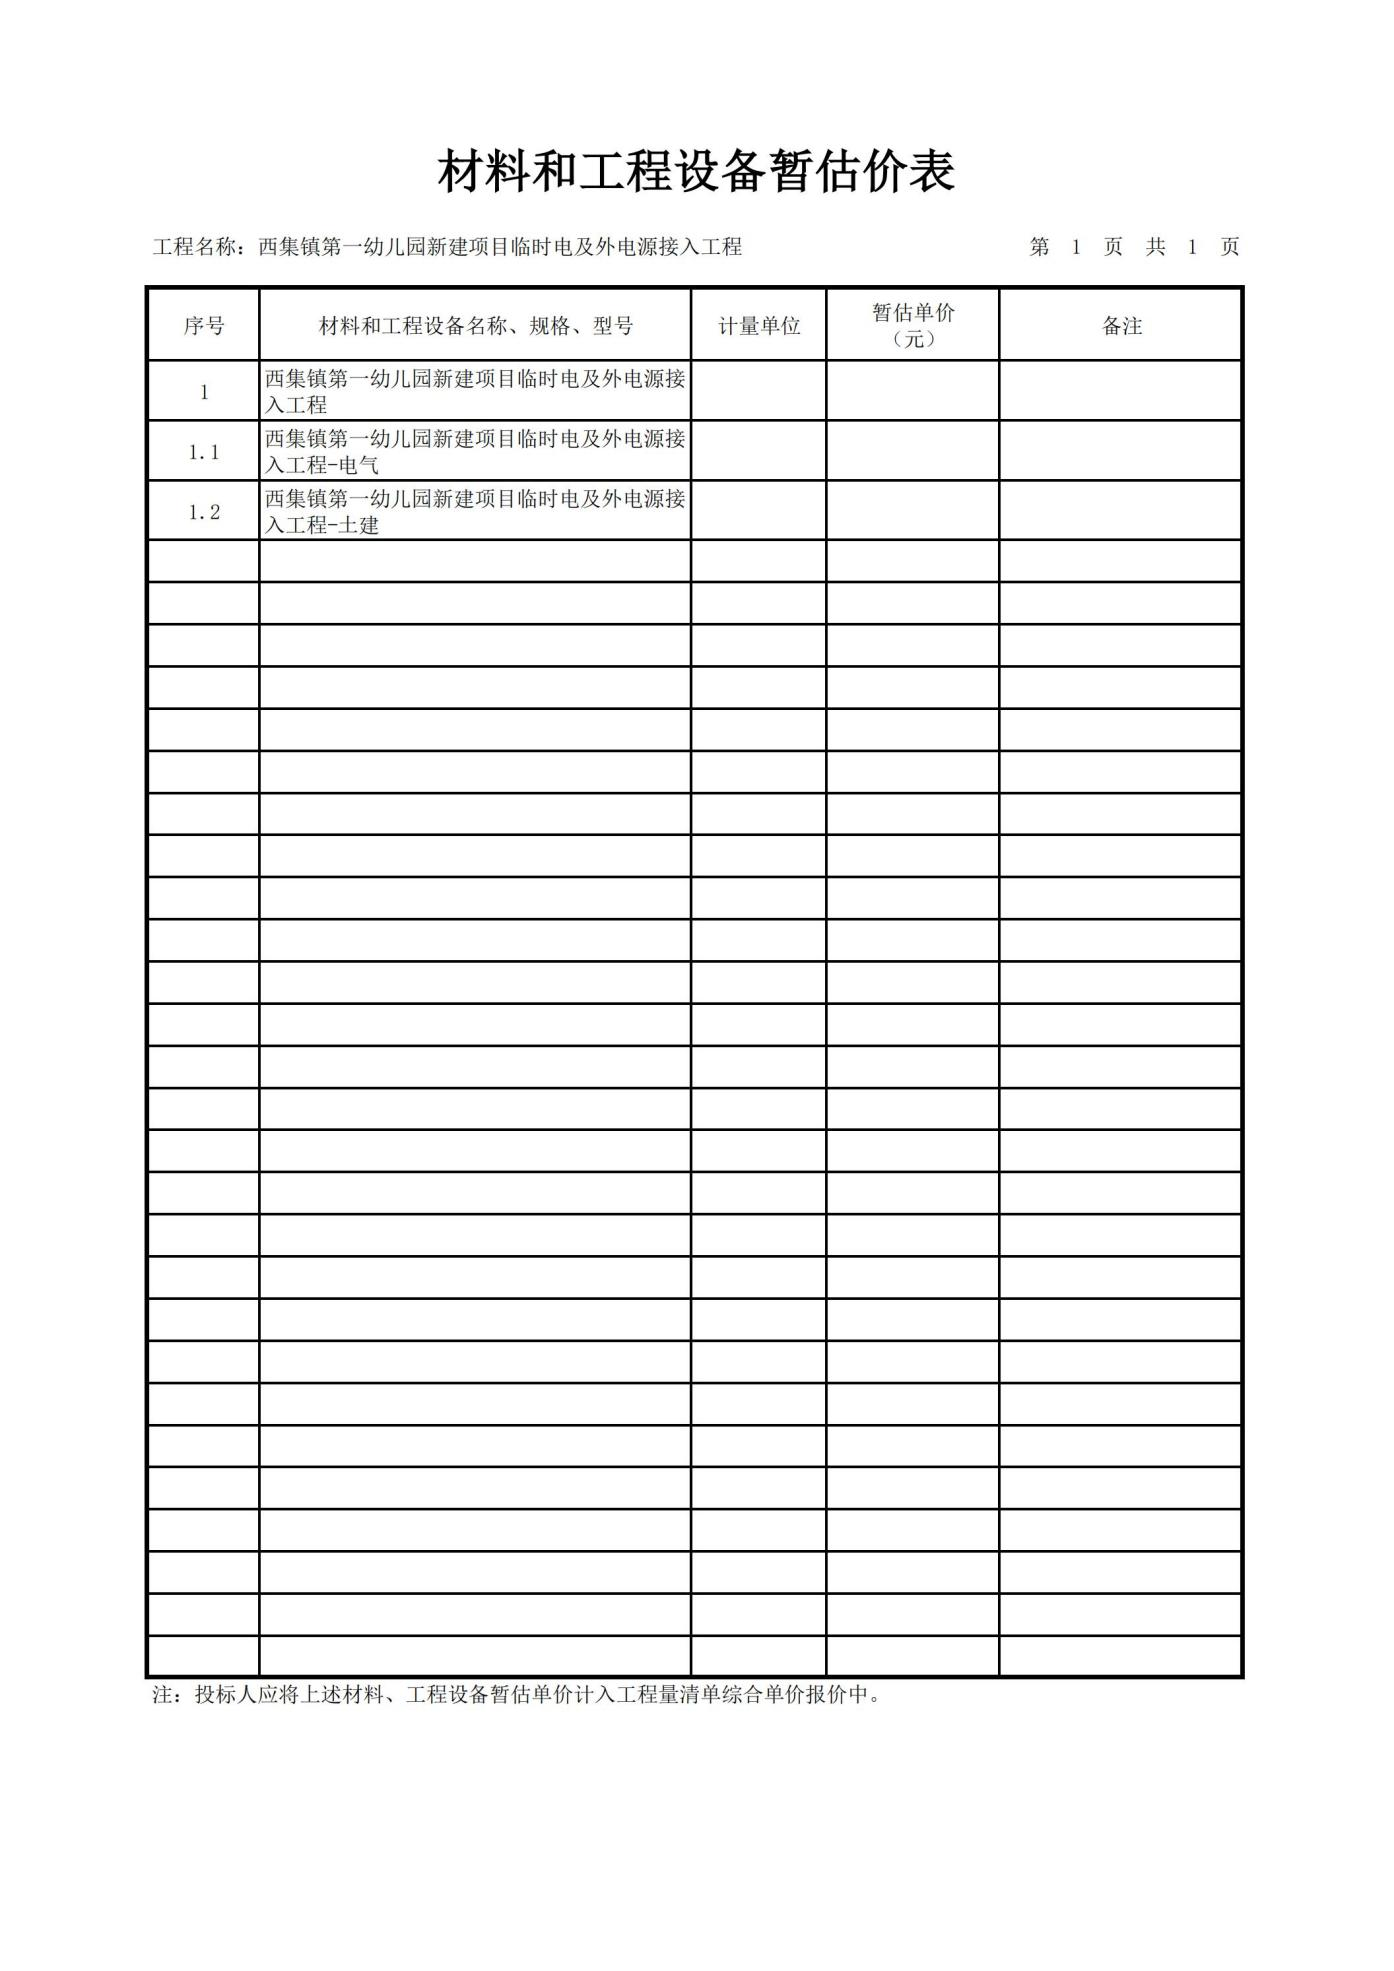 材料和工程设备暂估价表
工程名称：西集镇第一幼儿园新建项目临时电及外电源接入工程 第 1 页 共 1 页
序号 材料和工程设备名称、规格、型号 计量单位 暂估单价
（元） 备注
1 西集镇第一幼儿园新建项目临时电及外电源接
入工程
1.1 西集镇第一幼儿园新建项目临时电及外电源接
入工程-电气
1.2 西集镇第一幼儿园新建项目临时电及外电源接
入工程-土建
注：投标人应将上述材料、工程设备暂估单价计入工程量清单综合单价报价中。